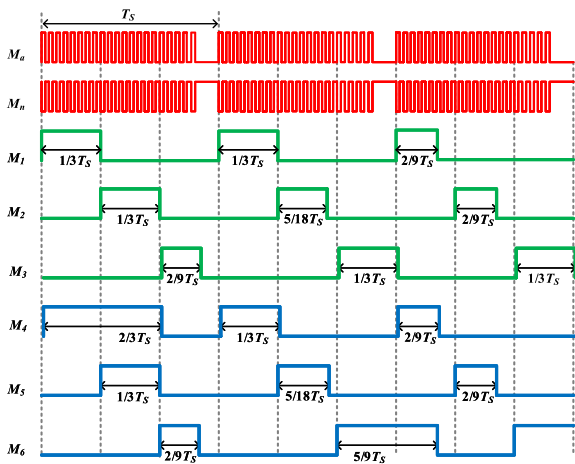 T_S
M_a
M_n
M_1
1/3T_S 1/3T_S 2/9T_S
M_2
1/3T_S 5/18T_S 2/9T_S
M_3
2/9T_S 1/3T_S 1/3T_S
M_4
2/3T_S 1/3T_S 2/9T_S
M_5
1/3T_S 5/18T_S 2/9T_S
M_6
2/9T_S 5/9T_S